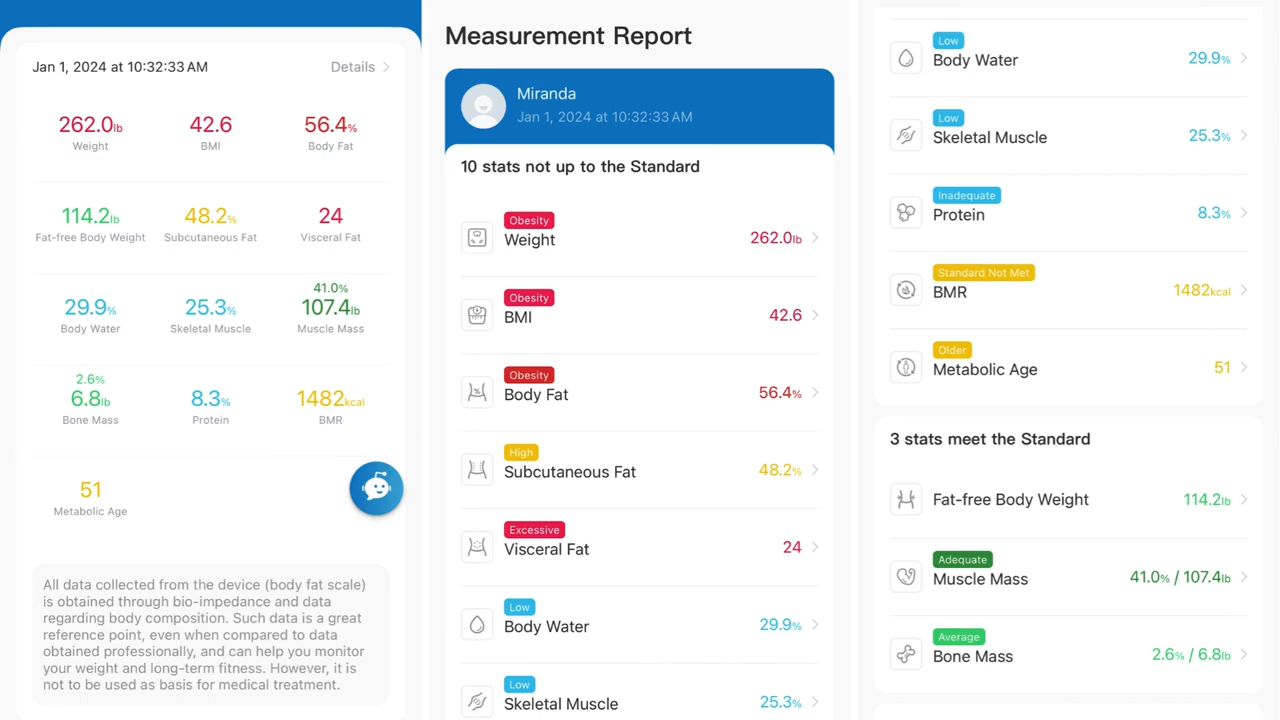 Jan 1, 2024 at 10:32:33 AM
Details
262.0lb 42.6 56.4%
Weight BMI Body Fat
114.2lb 48.2% 24
Fat-free Body Weight Subcutaneous Fat Visceral Fat
41.0%
29.9% 25.3% 107.4lb
Body Water Skeletal Muscle Muscle Mass
2.6%
6.8lb 8.3% 1482kcal
Bone Mass Protein BMR
51
Metabolic Age
All data collected from the device (body fat scale)
is obtained through bio-impedance and data
regarding body composition. Such data is a great
reference point, even when compared to data
obtained professionally, and can help you monitor
your weight and long-term fitness. However, it is
not to be used as basis for medical treatment.
Measurement Report
Miranda
Jan 1, 2024 at 10:32:33 AM
10 stats not up to the Standard
Obesity
Weight 262.0lb
Obesity
BMI 42.6
Obesity
Body Fat 56.4%
High
Subcutaneous Fat 48.2%
Excessive
Visceral Fat 24
Low
Body Water 29.9%
Low
Skeletal Muscle 25.3%
Low
Body Water 29.9%
Low
Skeletal Muscle 25.3%
Inadequate
Protein 8.3%
Standard Not Met
BMR 1482kcal
Older
Metabolic Age 51
3 stats meet the Standard
Fat-free Body Weight 114.2lb
Adequate
Muscle Mass 41.0% / 107.4lb
Average
Bone Mass 2.6% / 6.8lb